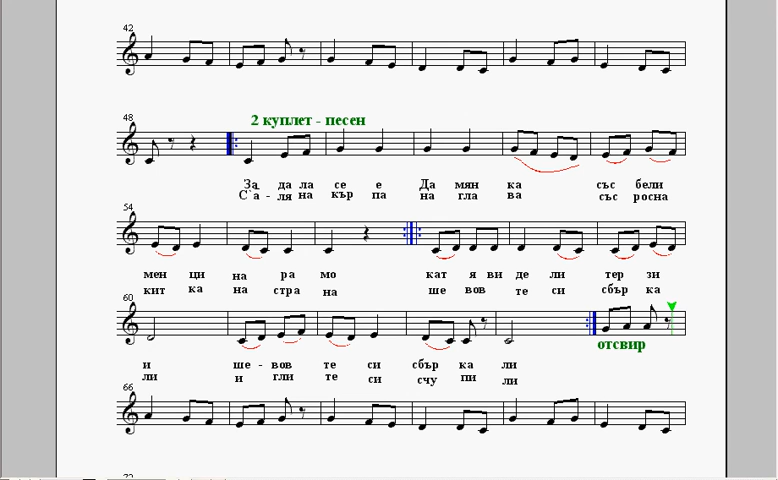 42
48
2 куплет - песен
За да ла се е Да мян ка със бели
С`а - ля на кър па на гла ва със росна
54
мен ци на ра мо кат я ви де ли тер зи
кит ка на стра на ше вов те си сбър ка
60
отсвир
и ше - вов те си сбър ка ли
ли и гли те си счу пи ли
66